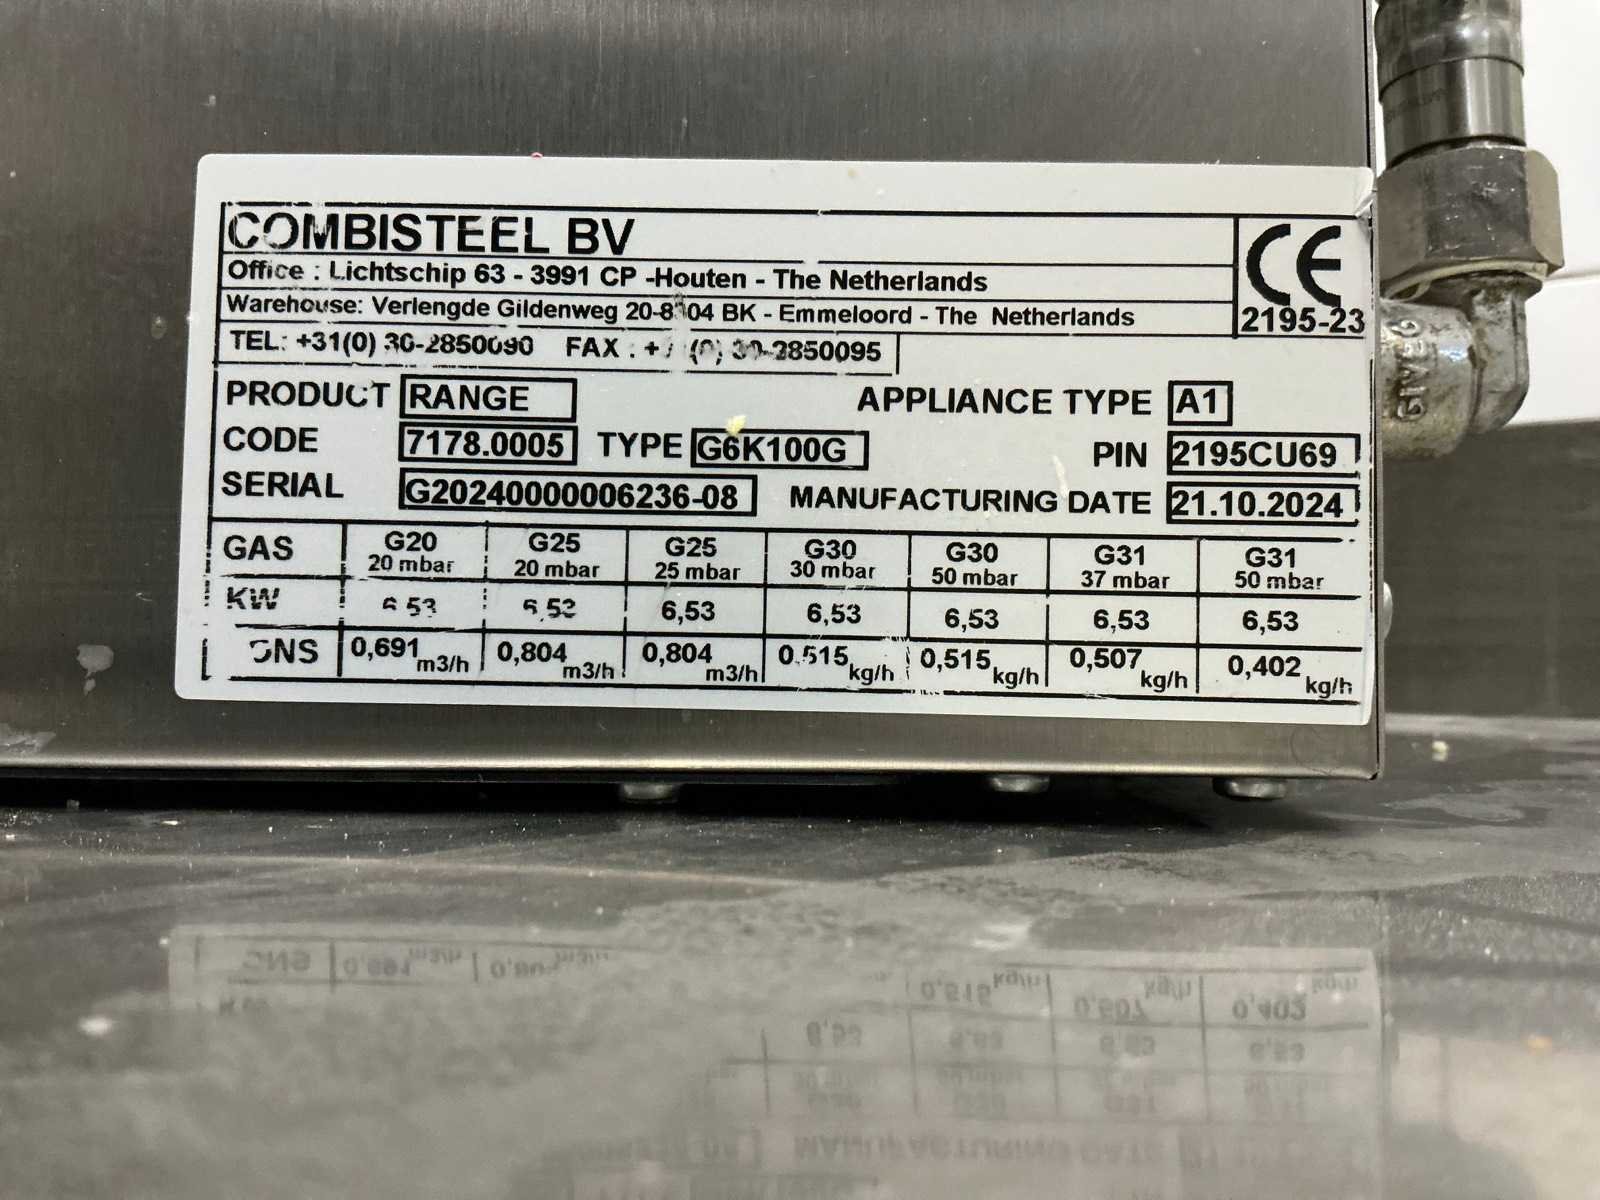 COMBISTEEL BV
CE
Office : Lichtschip 63 - 3991 CP -Houten - The Netherlands
Warehouse: Verlengde Gildenweg BK - Emmeloord - The Netherlands
2195-23
TEL: +31(0) 30-2850090 FAX : 30-2850095
PRODUCT RANGE APPLIANCE TYPE A1
CODE 7178.0005 TYPE G6K100G PIN 2195CU69
SERIAL G20240000006236-08 MANUFACTURING DATE 21.10.2024
GAS G20 G25 G25 G30 G30 G31 G31
20 mbar 20 mbar 25 mbar 30 mbar 50 mbar 37 mbar 50 mbar
KW 6,53 6,53 6,53 6,53 6,53 6,53 6,53
0,691 m3/h 0,804 m3/h 0,804 m3/h 0,515 kg/h 0,515 kg/h 0,507 kg/h 0,402 kg/h